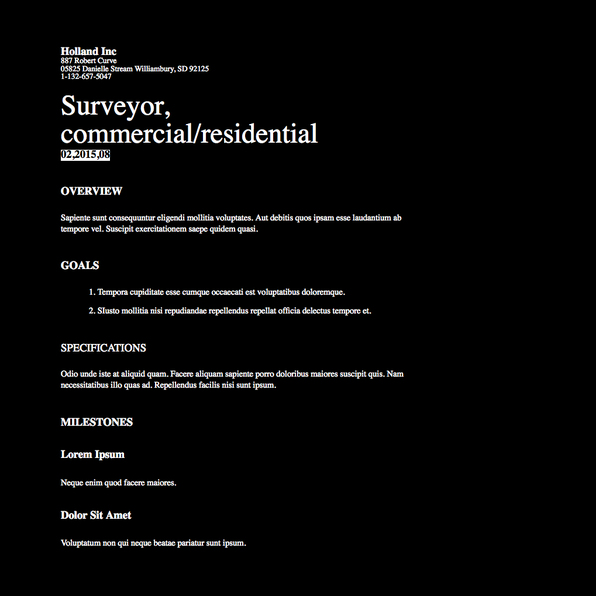 Holland Inc
887 Robert Curve
05825 Danielle Stream Williambury, SD 92125
1-132-657-5047
Surveyor,
commercial/residential
02,2015,08
OVERVIEW
Sapiente sunt consequuntur eligendi mollitia voluptates. Aut debitis quos ipsam esse laudantium ab
tempore vel. Suscipit exercitationem saepe quidem quasi.
GOALS
1. Tempora cupiditate esse cumque occaecati est voluptatibus doloremque.
2. SIusto mollitia nisi repudiandae repellendus repellat officia delectus tempore et.
SPECIFICATIONS
Odio unde iste at aliquid quam. Facere aliquam sapiente porro doloribus maiores suscipit quis. Nam
necessitatibus illo quas ad. Repellendus facilis nisi sunt ipsum.
MILESTONES
Lorem Ipsum
Neque enim quod facere maiores.
Dolor Sit Amet
Voluptatum non qui neque beatae pariatur sunt ipsum.